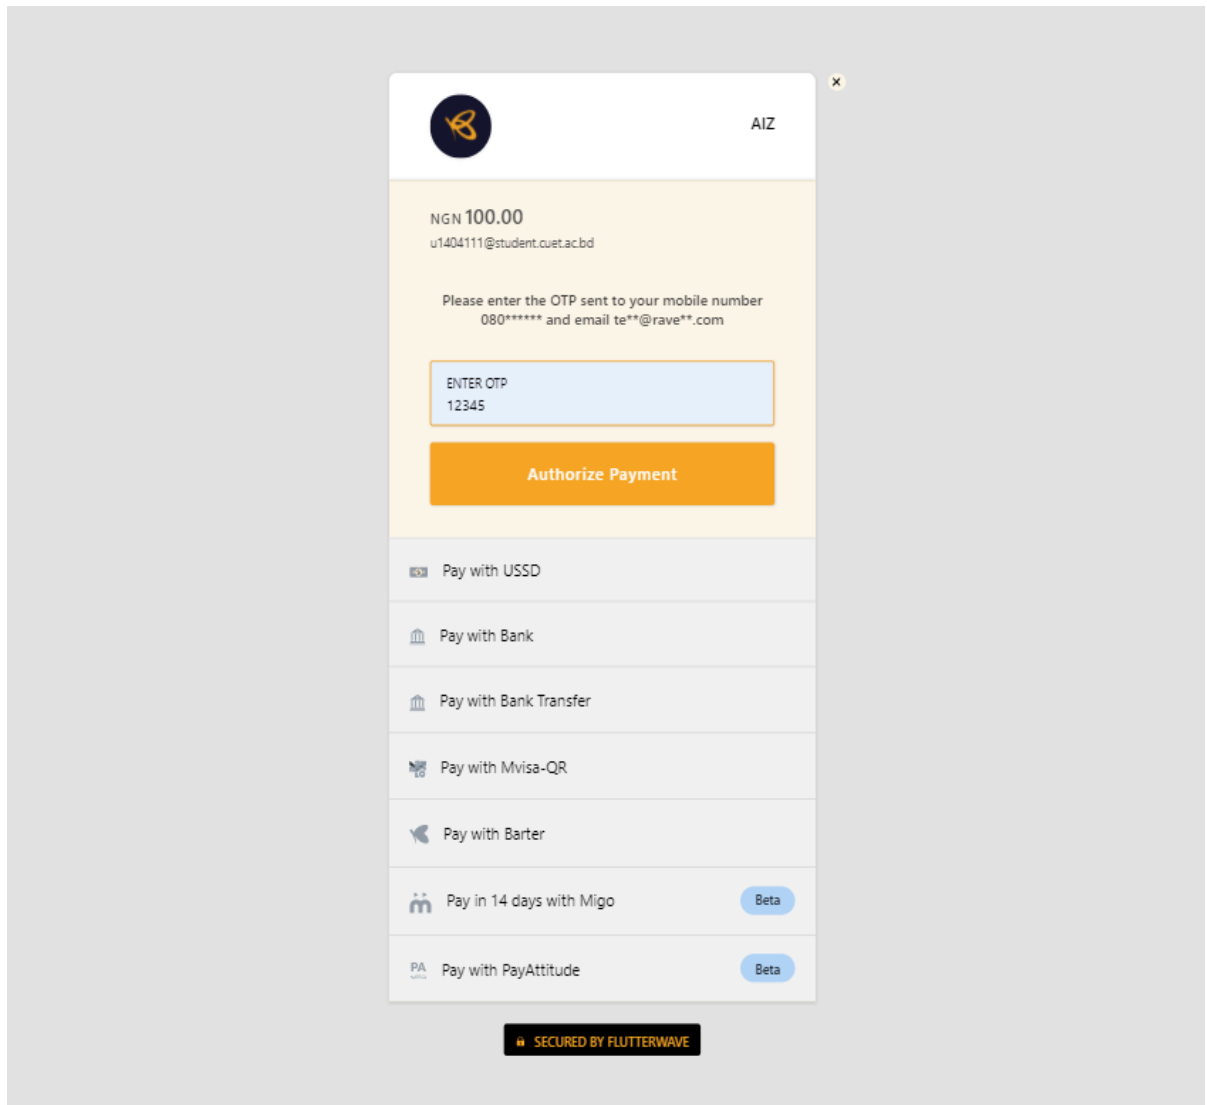 AIZ
NGN 100.00
u1404111@student.cuet.ac.bd
Please enter the OTP sent to your mobile number
080****** and email te**@rave**.com
ENTER OTP
12345
Authorize Payment
Pay with USSD
Pay with Bank
Pay with Bank Transfer
Pay with Mvisa-QR
Pay with Barter
Pay in 14 days with Migo Beta
PA Pay with PayAttitude Beta
SECURED BY FLUTTERWAVE